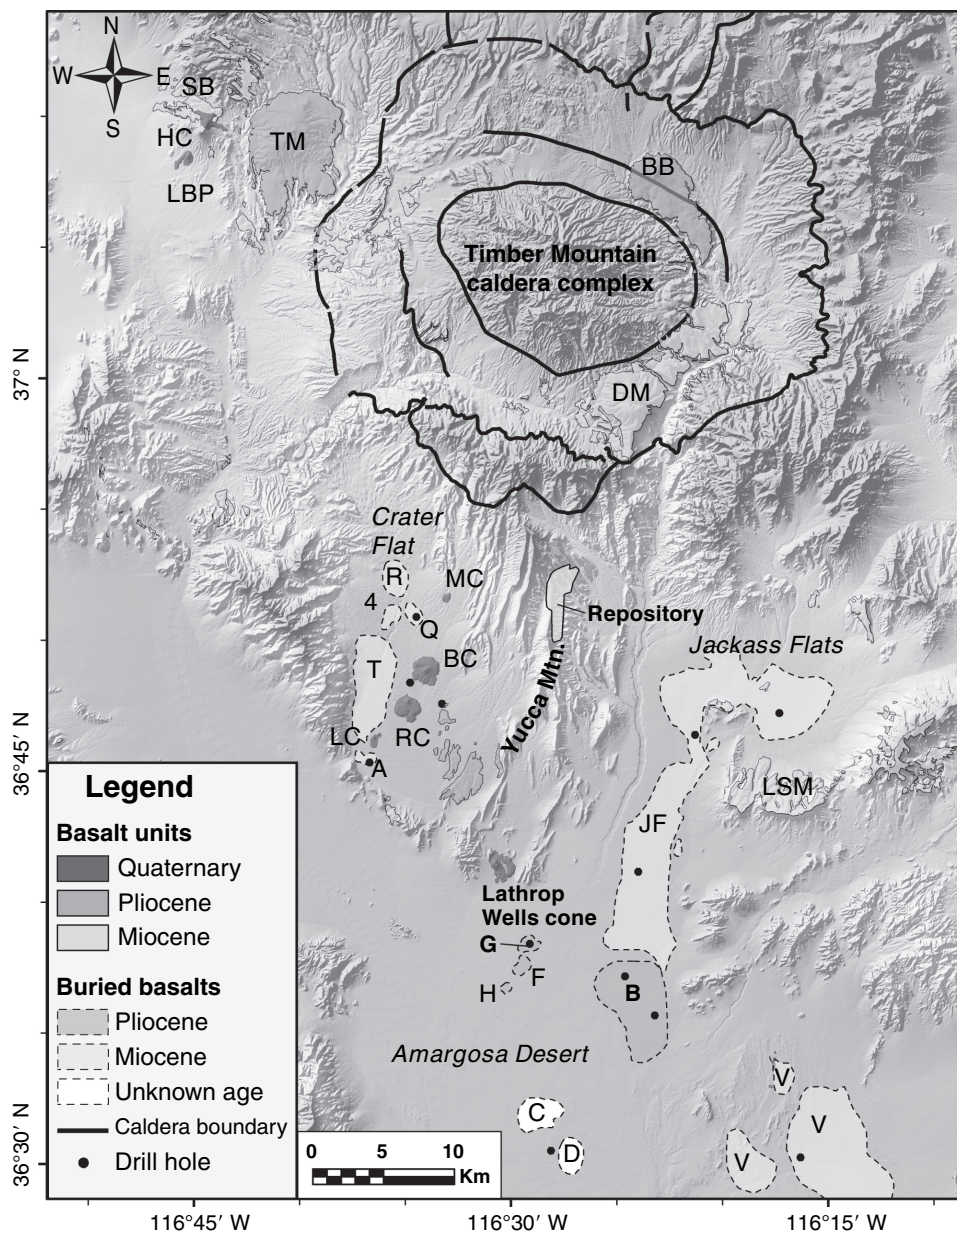 N
W E
S
SB
HC
TM
LBP
BB
Timber Mountain
caldera complex
DM
37° N
Crater
Flat
R
MC
4
Q
Repository
BC
T
Jackass Flats
Yucca Mtn.
LC
RC
A
36°45′ N
LSM
JF
Lathrop
Wells cone
G
F
H
B
Amargosa Desert
V
C
V
D
V
36°30′ N
Legend
Basalt units
Quaternary
Pliocene
Miocene
Buried basalts
Pliocene
Miocene
Unknown age
Caldera boundary
Drill hole
0 5 10
Km
116°45′ W 116°30′ W 116°15′ W